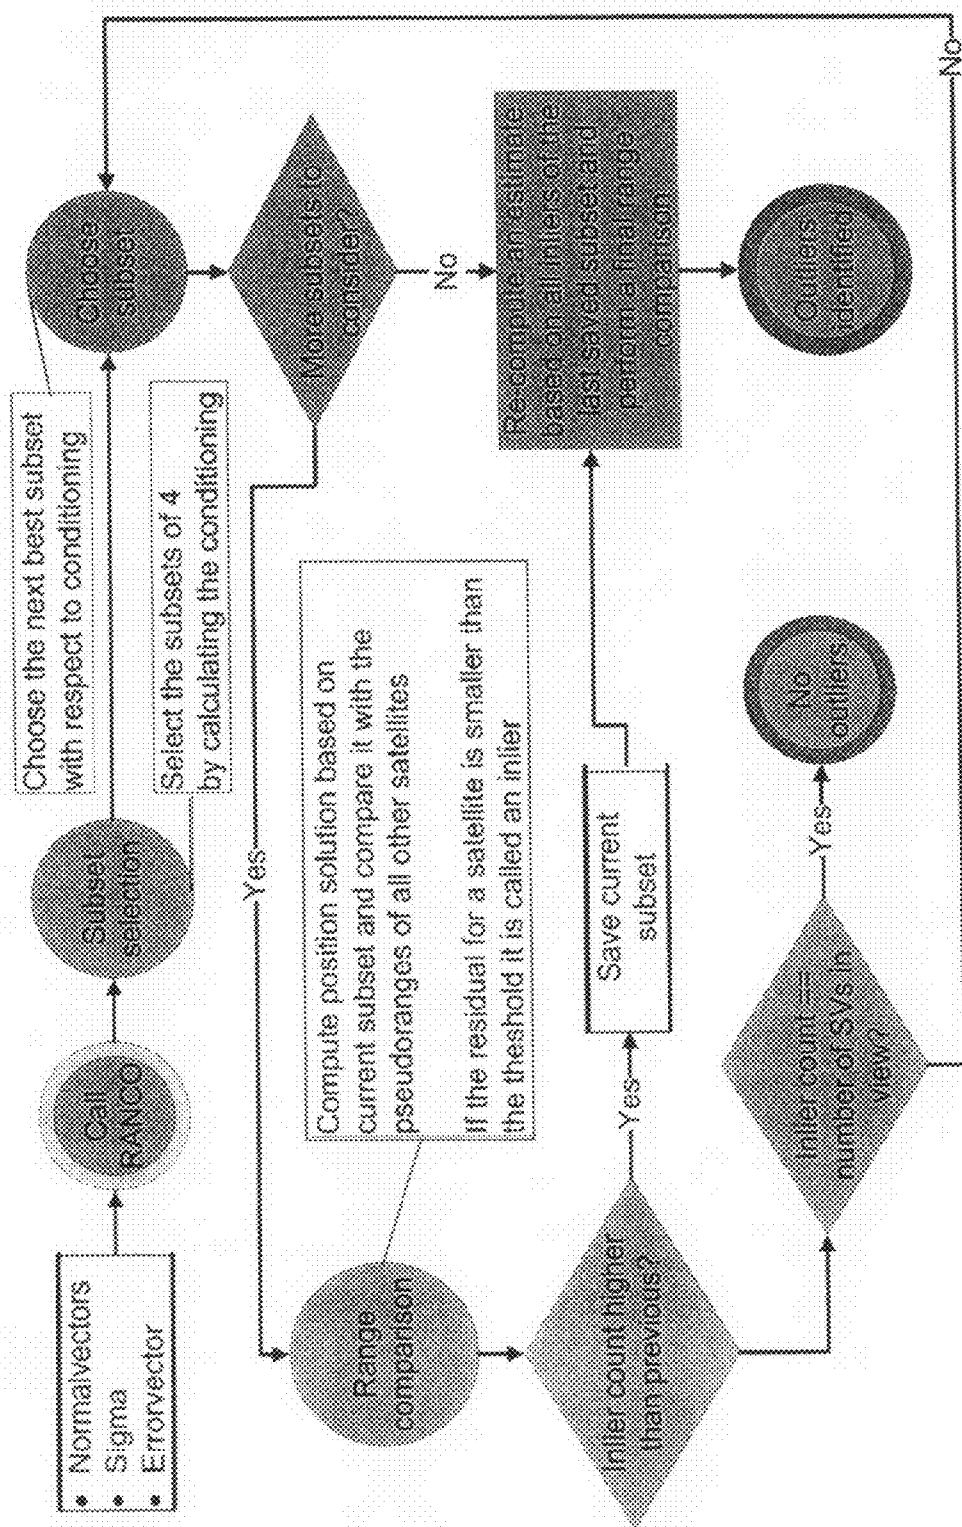 • Normalvectors
• Sigma
• Errorvector
Call
RANCO
Subset
selection
Choose the next best subset
with respect to conditioning
Select the subsets of 4
by calculating the conditioning
Choose
subset
More subsets to
consider?
Yes
No
Range
comparison
Compute position solution based on
current subset and compare it with the
pseudoranges of all other satellites
If the residual for a satellite is smaller than
the theshold it is called an inlier
Inlier count higher
than previous?
Yes
Save current
subset
Re-compute an estimate
based on all inliers of the
last saved subset and
perform a final range
comparison
Outliers
identified
Inlier count ==
number of SVs in
view?
Yes
No
outliers!
No